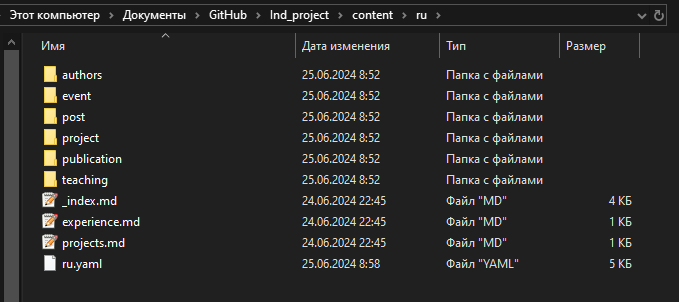 Этот компьютер > Документы > GitHub > Ind_project > content > ru >
Имя Дата изменения Тип Размер
authors 25.06.2024 8:52 Папка с файлами
event 25.06.2024 8:52 Папка с файлами
post 25.06.2024 8:52 Папка с файлами
project 25.06.2024 8:52 Папка с файлами
publication 25.06.2024 8:52 Папка с файлами
teaching 25.06.2024 8:52 Папка с файлами
_index.md 24.06.2024 22:45 Файл "MD" 4 КБ
experience.md 24.06.2024 22:45 Файл "MD" 1 КБ
projects.md 24.06.2024 22:45 Файл "MD" 1 КБ
ru.yaml 25.06.2024 8:58 Файл "YAML" 5 КБ